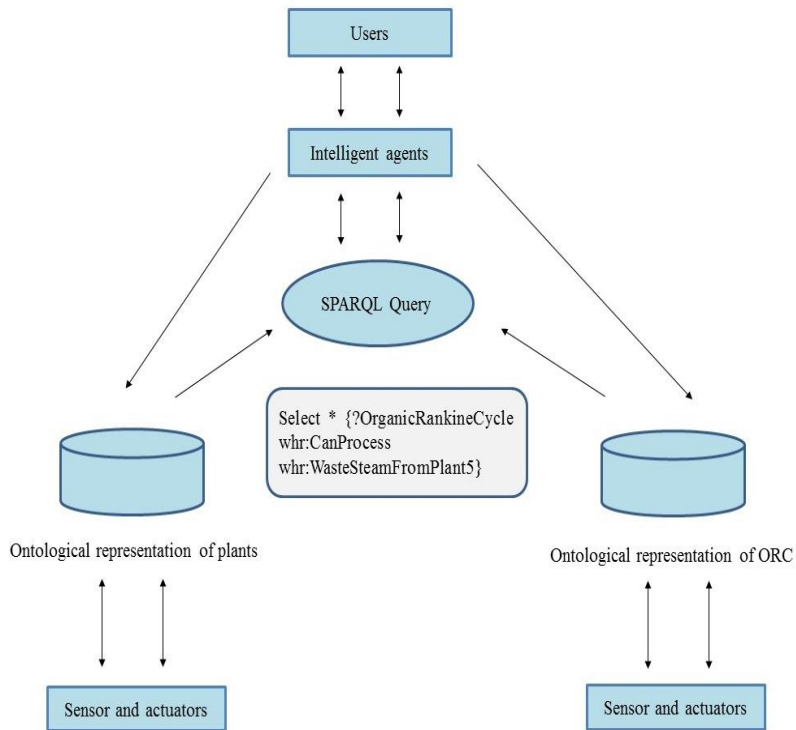 Users
Intelligent agents
SPARQL Query
Select * {?OrganicRankineCycle
whr:CanProcess
whr:WasteSteamFromPlant5}
Ontological representation of plants
Ontological representation of ORC
Sensor and actuators
Sensor and actuators